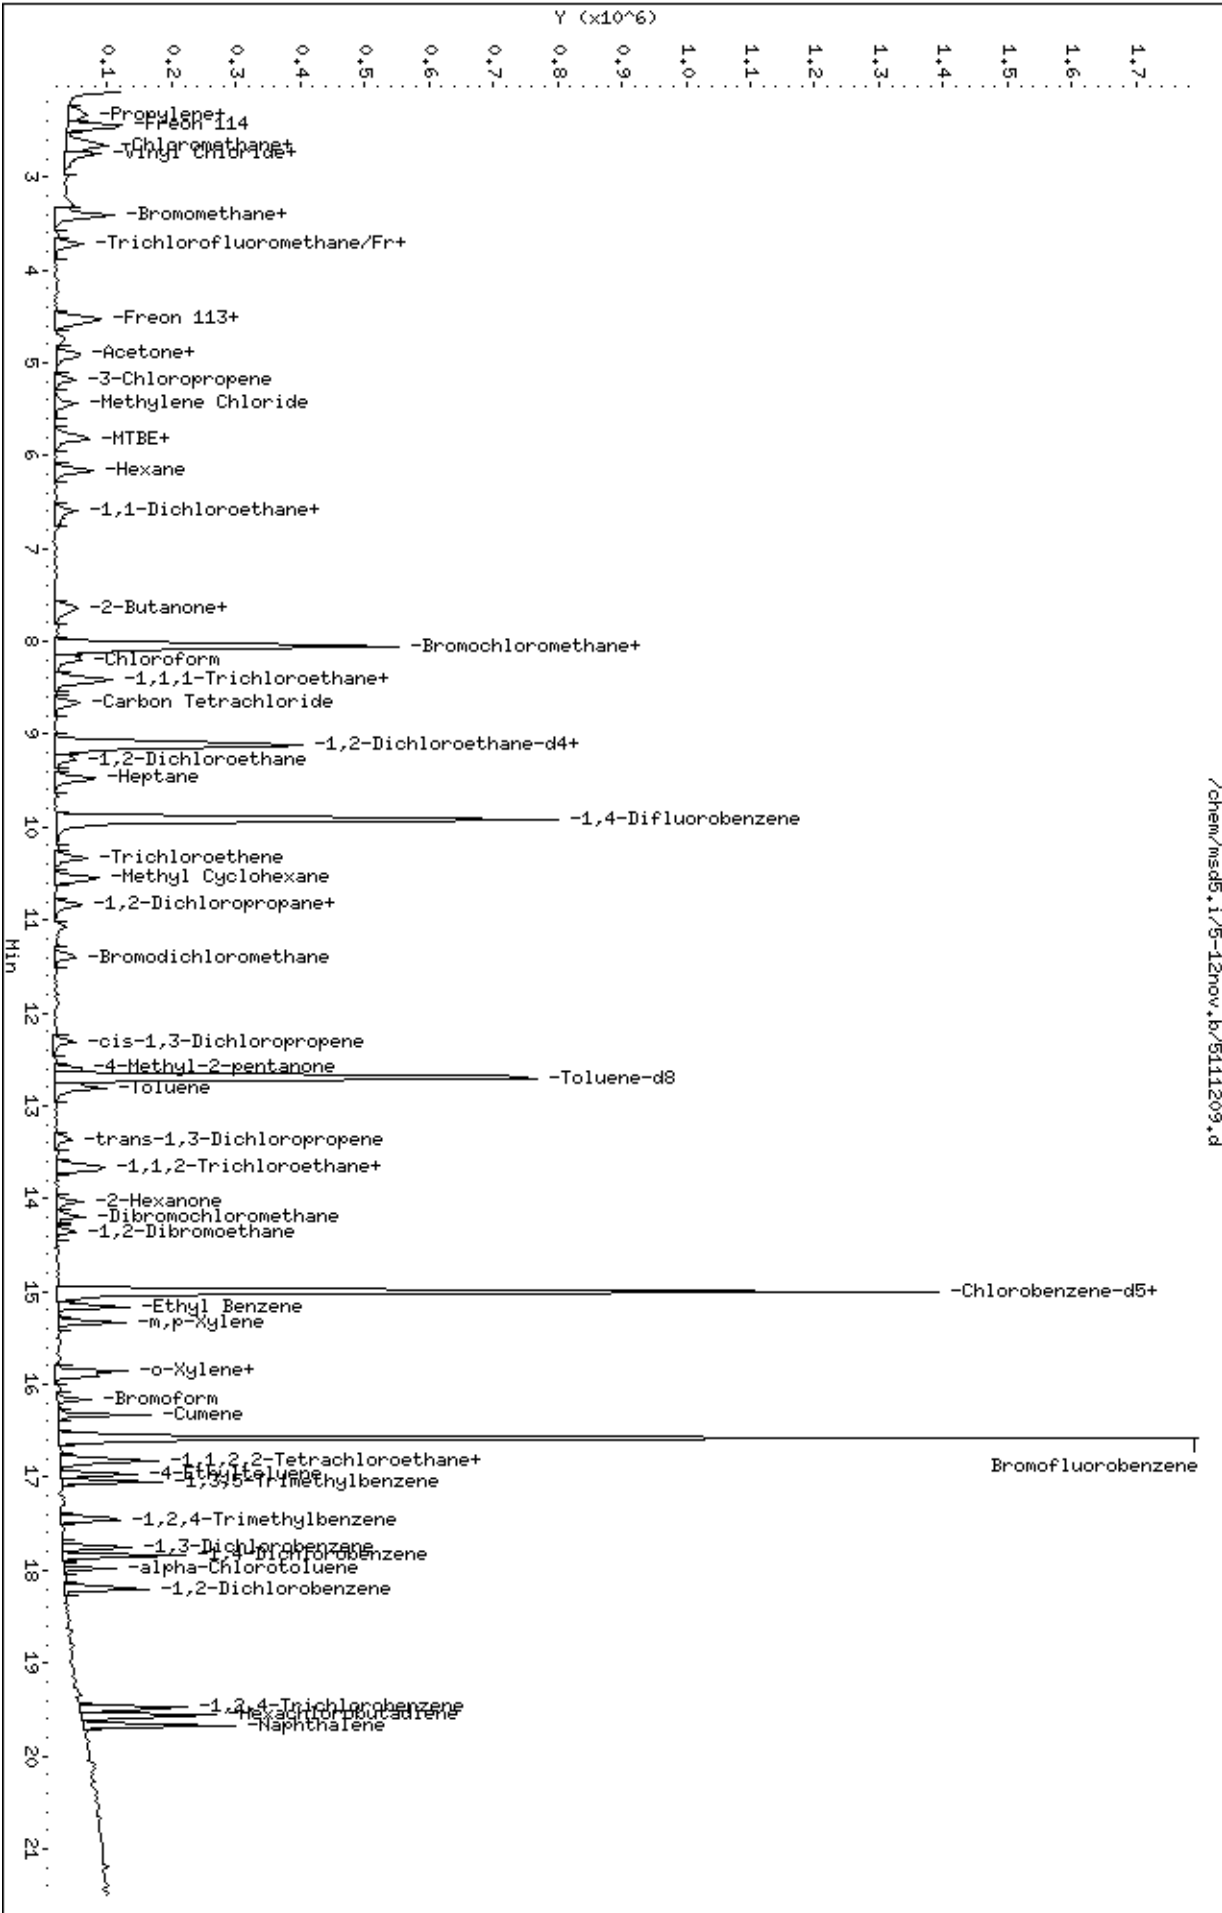 Y (x10^6)
0.1
0.2
0.3
0.4
0.5
0.6
0.7
0.8
0.9
1.0
1.1
1.2
1.3
1.4
1.5
1.6
1.7
-Propylene+
-Freon 114
-Chloromethane+
-Vinyl Chloride+
3
-Bromomethane+
-Trichlorofluoromethane/Fr+
4
-Freon 113+
-Acetone+
5
-3-Chloropropene
-Methylene Chloride
-MTBE+
6
-Hexane
-1,1-Dichloroethane+
7
-2-Butanone+
8
-Bromochloromethane+
-Chloroform
-1,1,1-Trichloroethane+
-Carbon Tetrachloride
9
-1,2-Dichloroethane-d4+
-1,2-Dichloroethane
-Heptane
/chem/msd5.i/5-12nov.b/5111209.d
-1,4-Difluorobenzene
10
-Trichloroethene
-Methyl Cyclohexane
-1,2-Dichloropropane+
11
Min
-Bromodichloromethane
12
-cis-1,3-Dichloropropene
-4-Methyl-2-pentanone
-Toluene-d8
-Toluene
13
-trans-1,3-Dichloropropene
-1,1,2-Trichloroethane+
14
-2-Hexanone
-Dibromochloromethane
-1,2-Dibromoethane
15
-Chlorobenzene-d5+
-Ethyl Benzene
-m,p-Xylene
-o-Xylene+
16
-Bromoform
-Cumene
Bromofluorobenzene
-1,1,2,2-Tetrachloroethane+
-4-Ethyltoluene
17
-1,3,5-Trimethylbenzene
-1,2,4-Trimethylbenzene
-1,3-Dichlorobenzene
-1,4-Dichlorobenzene
18
-alpha-Chlorotoluene
-1,2-Dichlorobenzene
19
-1,2,4-Trichlorobenzene
-Hexachlorobutadiene
-Naphthalene
20
21